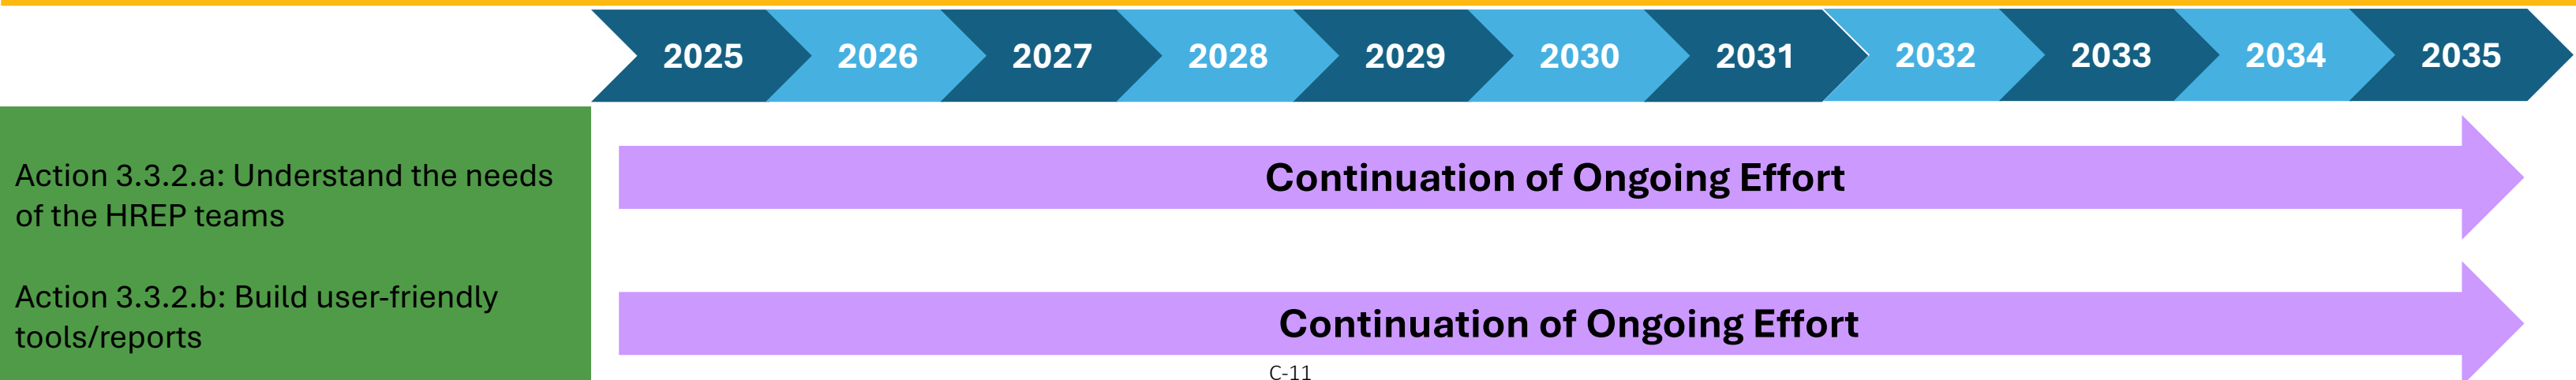 2025 2026 2027 2028 2029 2030 2031 2032 2033 2034 2035
Action 3.3.2.a: Understand the needs
of the HREP teams
Continuation of Ongoing Effort
Action 3.3.2.b: Build user-friendly
tools/reports
Continuation of Ongoing Effort
C-11